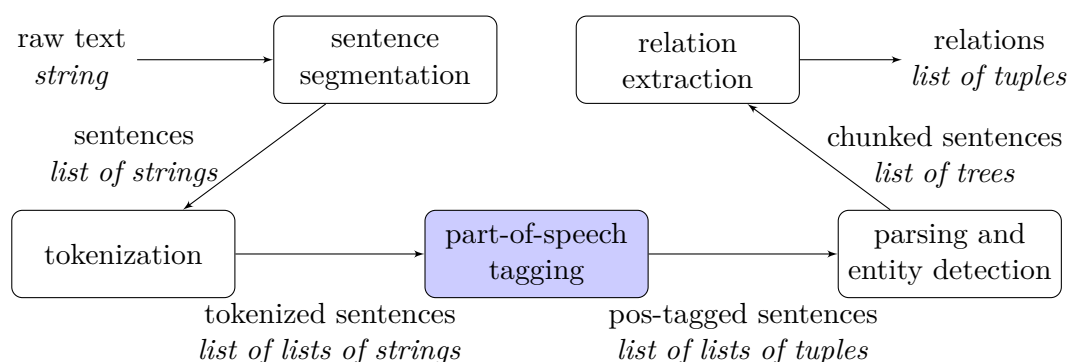 raw text
string
sentence
segmentation
relation
extraction
relations
list of tuples
sentences
list of strings
chunked sentences
list of trees
tokenization
part-of-speech
tagging
parsing and
entity detection
tokenized sentences
list of lists of strings
pos-tagged sentences
list of lists of tuples